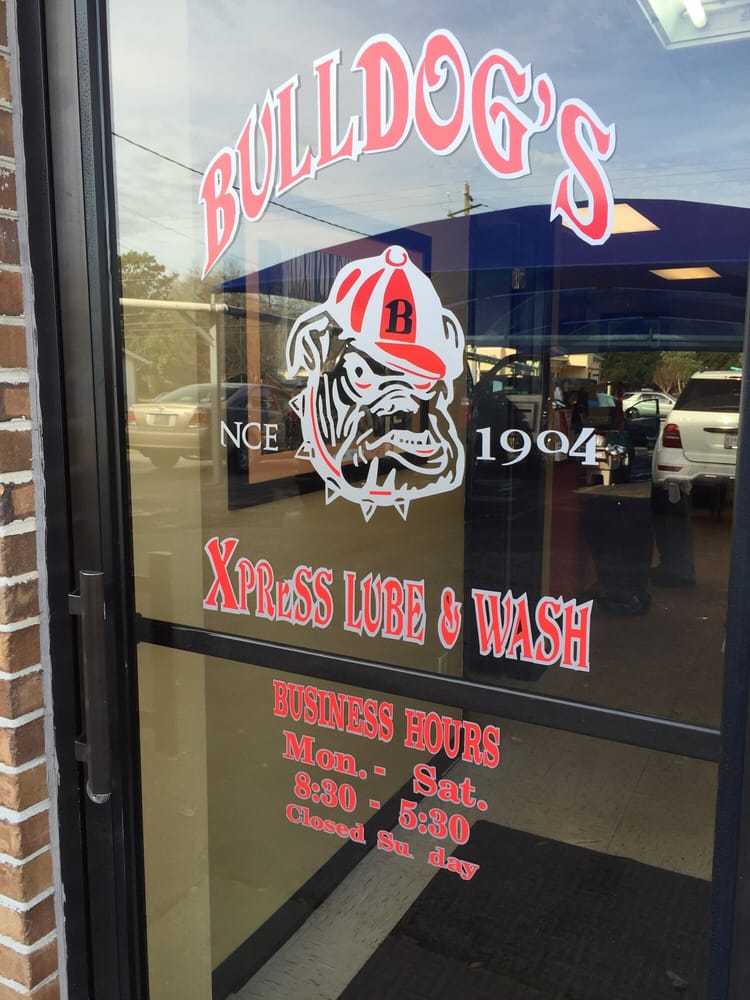 BULLDOG'S
B
NCE 1904
XPRESS LUBE & WASH
BUSINESS HOURS
Mon. - Sat.
8:30 - 5:30
Closed Su day